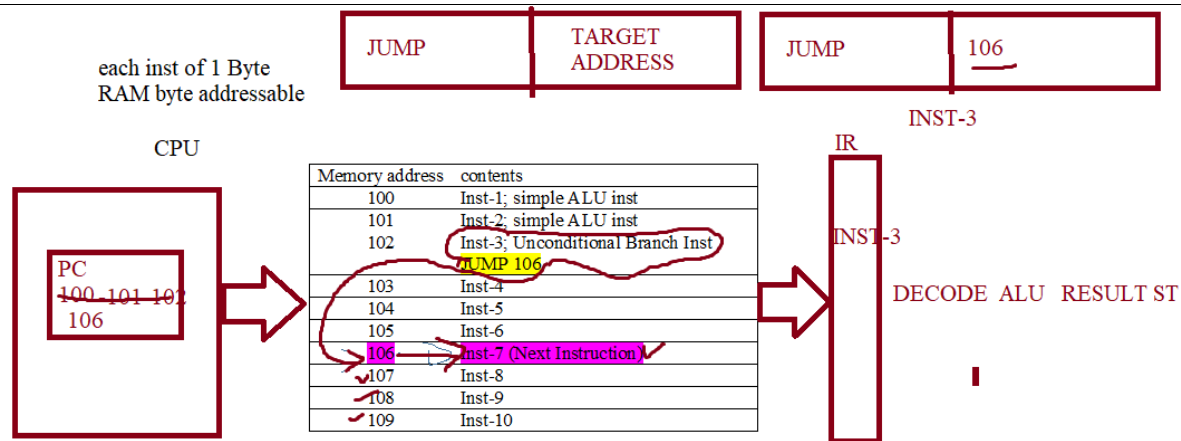 JUMP TARGET ADDRESS
JUMP 106
each inst of 1 Byte
RAM byte addressable
INST-3
CPU
IR
Memory address contents
100 Inst-1; simple ALU inst
101 Inst-2; simple ALU inst
102 Inst-3; Unconditional Branch Inst
JUMP 106
103 Inst-4
104 Inst-5
105 Inst-6
106 Inst-7 (Next Instruction)
107 Inst-8
108 Inst-9
109 Inst-10
PC
100 -101 102
106
INST-3
DECODE ALU RESULT ST